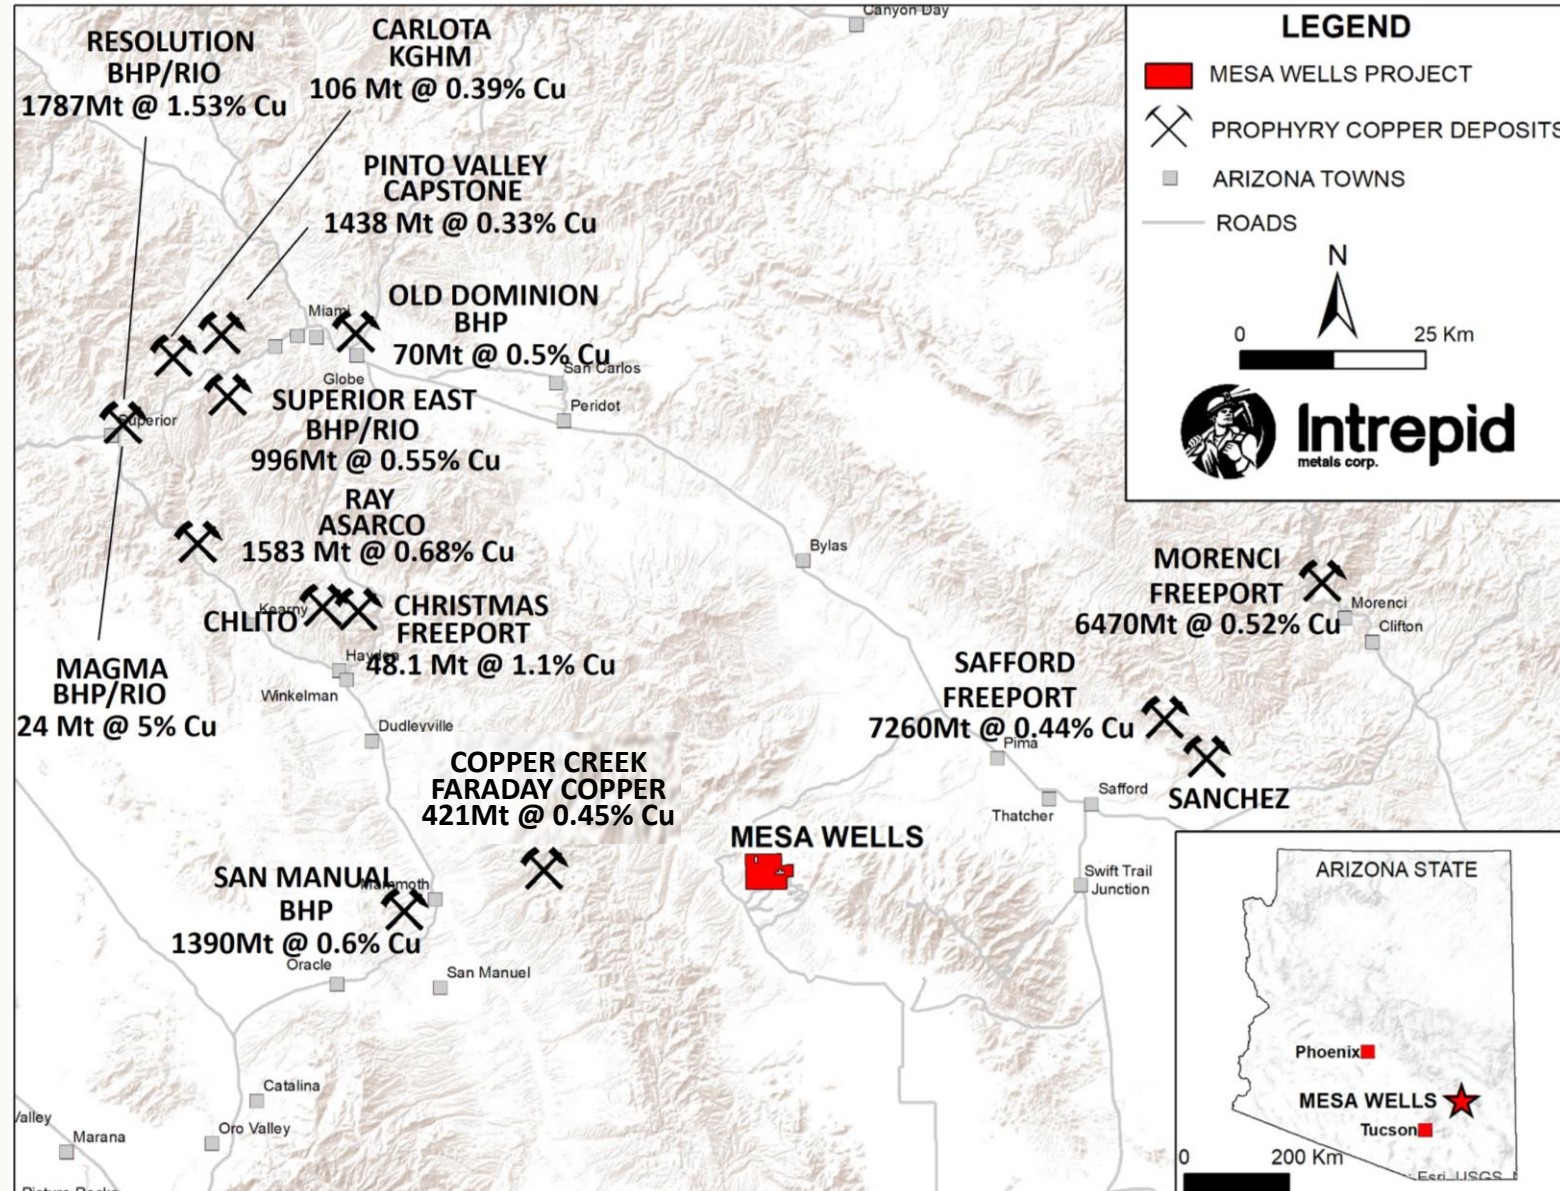 Canyon Day
RESOLUTION
BHP/RIO
1787Mt @ 1.53% Cu
CARLOTA
KGHM
106 Mt @ 0.39% Cu
PINTO VALLEY
CAPSTONE
1438 Mt @ 0.33% Cu
Miami
OLD DOMINION
BHP
70Mt @ 0.5% Cu
San Carlos
Globe
Peridot
Superior
SUPERIOR EAST
BHP/RIO
996Mt @ 0.55% Cu
RAY
ASARCO
1583 Mt @ 0.68% Cu
Bylas
Kearny
CHLITO
CHRISTMAS
FREEPORT
48.1 Mt @ 1.1% Cu
Hayden
Winkelman
MAGMA
BHP/RIO
24 Mt @ 5% Cu
Dudleyville
MORENCI
FREEPORT
6470Mt @ 0.52% Cu
Morenci
Clifton
SAFFORD
FREEPORT
7260Mt @ 0.44% Cu
Pima
SANCHEZ
Safford
Thatcher
COPPER CREEK
FARADAY COPPER
421Mt @ 0.45% Cu
MESA WELLS
Swift Trail
Junction
SAN MANUAL
Mammoth
BHP
1390Mt @ 0.6% Cu
Oracle
San Manuel
Catalina
Oro Valley
Valley
Marana
LEGEND
MESA WELLS PROJECT
PROPHYRY COPPER DEPOSITS
ARIZONA TOWNS
ROADS
N
0 25 Km
Intrepid
metals corp.
ARIZONA STATE
Phoenix
MESA WELLS
Tucson
0 200 Km
Esri, USGS